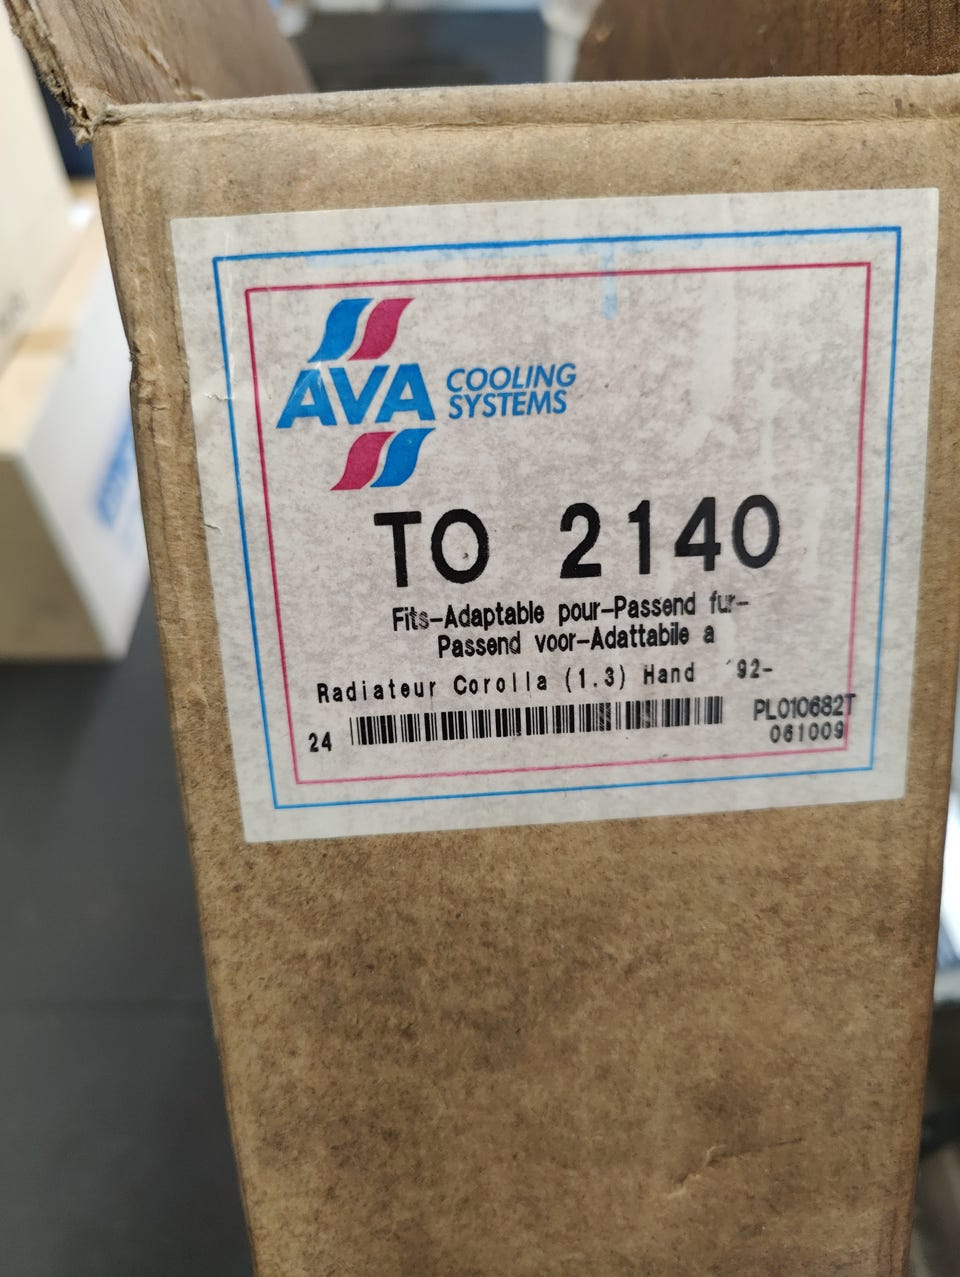 AVA COOLING
SYSTEMS
TO 2140
Fits-Adaptable pour-Passend fur-
Passend voor-Adattabile a
Radiateur Corolla (1.3) Hand '92-
24
PL010682T
061009